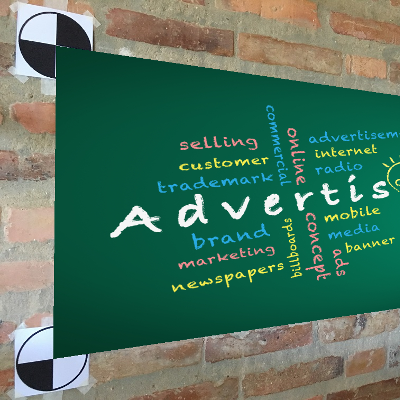 commercial
online
advertisem
selling
internet
customer
radio
trademark
Advertis
mobile
brand
billboards
concept
media
marketing
banner
ads
newspapers